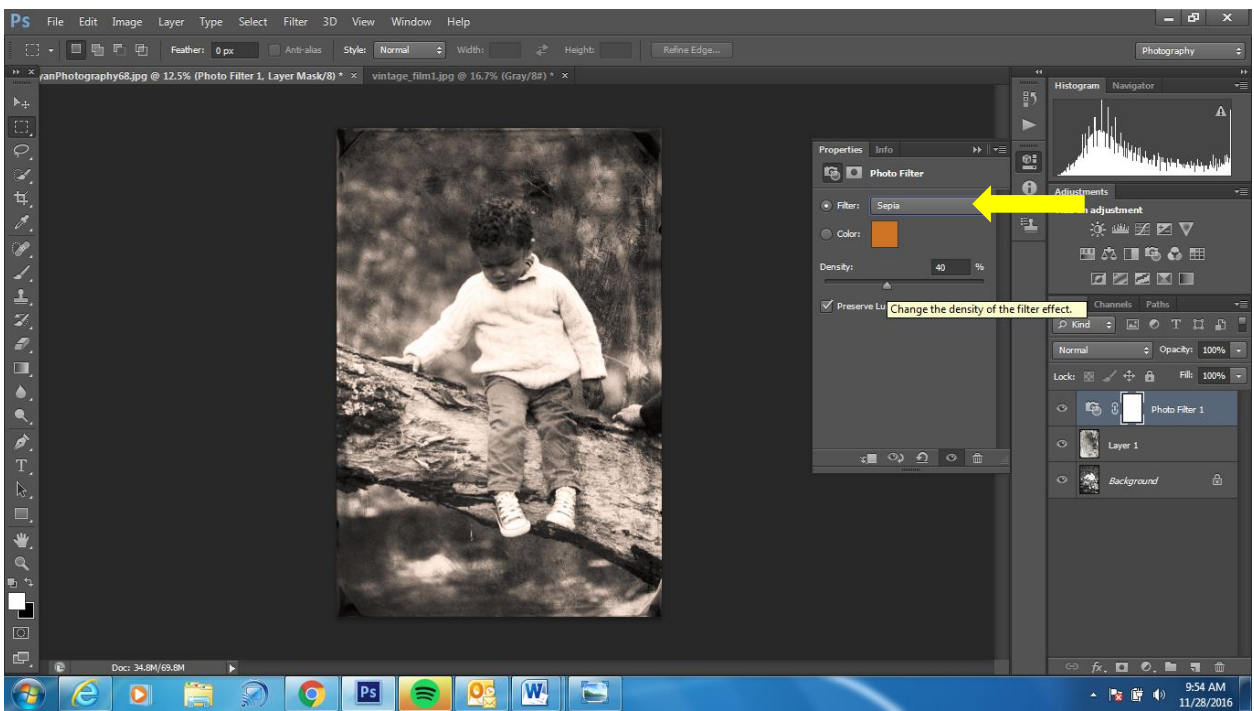 Ps File Edit Image Layer Type Select Filter 3D View Window Help
Feather: 0 px Anti-alias Style: Normal Width: Height: Refine Edge... Photography
vanPhotography68.jpg @ 12.5% (Photo Filter 1, Layer Mask/8) * × vintage_film1.jpg @ 16.7% (Gray/8#) * ×
Histogram Navigator
Properties Info
Photo Filter
Filter: Sepia
Color:
Density: 40 %
Preserve Lu
Change the density of the filter effect.
Adjustments
adjustment
Channels Paths
Kind
Normal Opacity: 100%
Lock: Fill: 100%
Photo Filter 1
Layer 1
Background
fx
Doc: 34.8M/69.8M
Ps
W
9:54 AM
11/28/2016